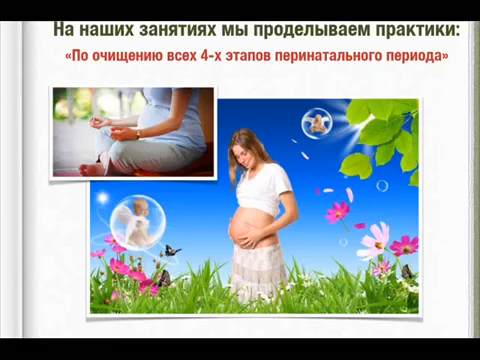 На наших занятиях мы проделываем практики:
«По очищению всех 4-х этапов перинатального периода»